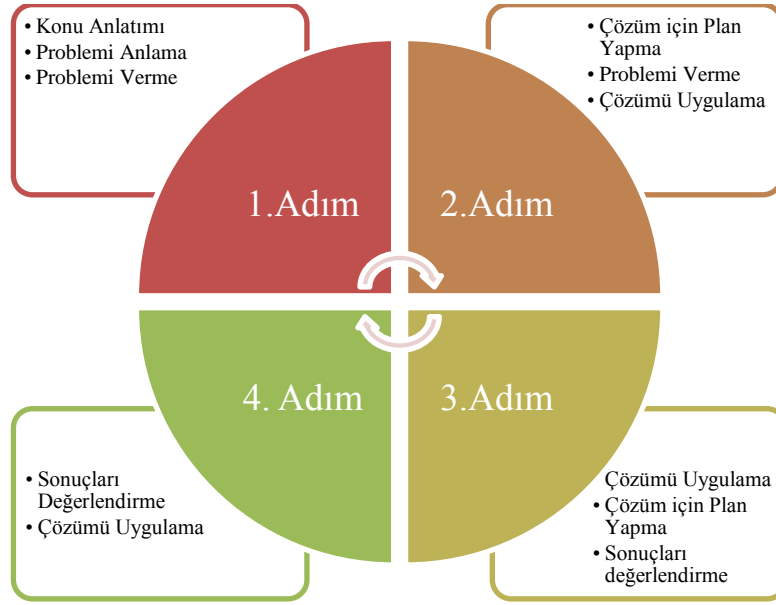 • Konu Anlatımı
• Problemi Anlama
• Problemi Verme
• Çözüm için Plan
Yapma
• Problemi Verme
• Çözümü Uygulama
1.Adım
2.Adım
4. Adım
3.Adım
• Sonuçları
Değerlendirme
• Çözümü Uygulama
Çözümü Uygulama
• Çözüm için Plan
Yapma
• Sonuçları
değerlendirme